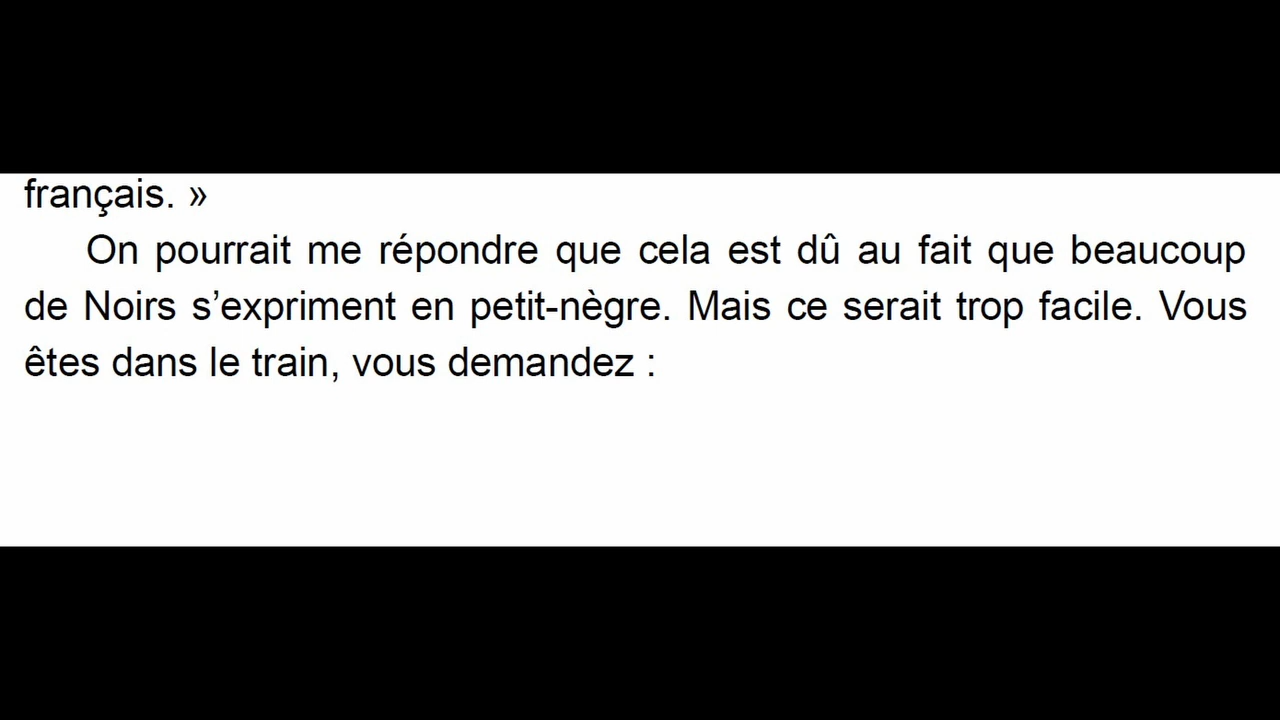 français. »
On pourrait me répondre que cela est dû au fait que beaucoup
de Noirs s’expriment en petit-nègre. Mais ce serait trop facile. Vous
êtes dans le train, vous demandez :